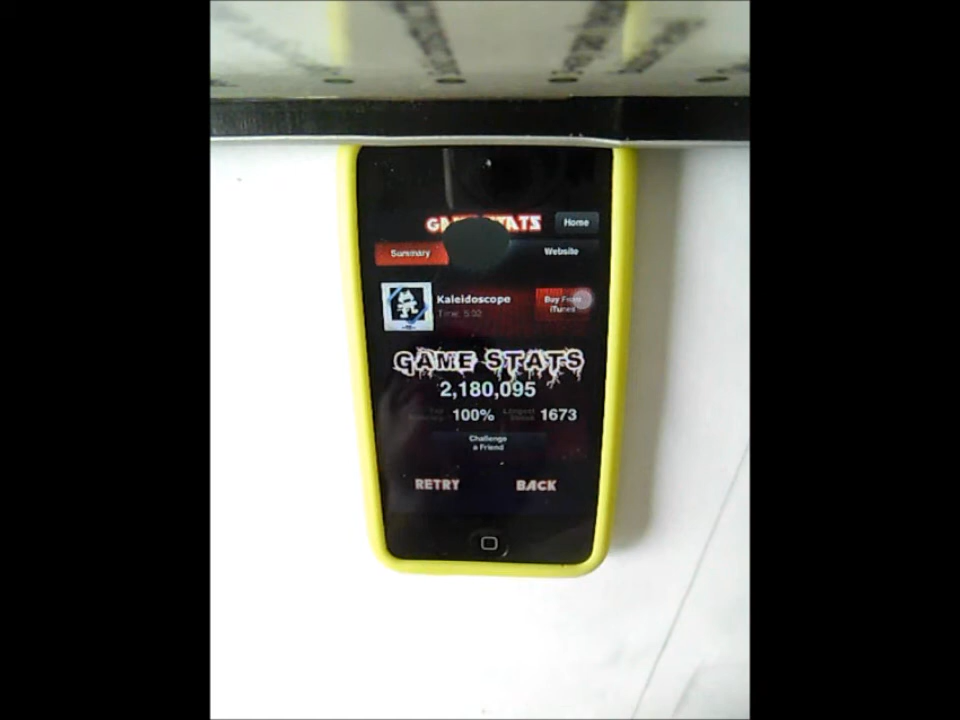 Home
Summary
Website
Kaleidoscope
Buy From
iTunes
Time: 5:02
GAME STATS
2,180,095
100%
Longest
1673
Challenge
a Friend
RETRY
BACK